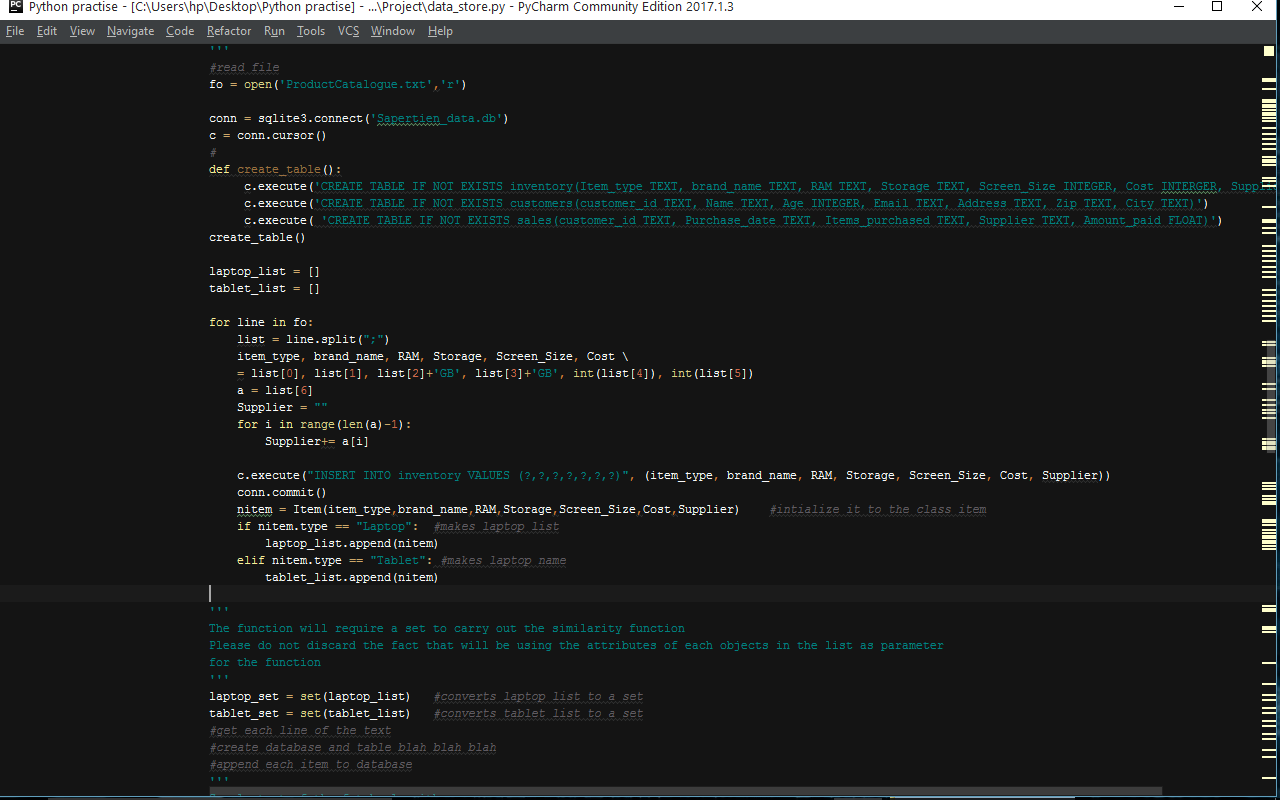 Python practise - [C:\Users\hp\Desktop\Python practise] - ...\Project\data_store.py - PyCharm Community Edition 2017.1.3
File Edit View Navigate Code Refactor Run Tools VCS Window Help
'''
#read file
fo = open('ProductCatalogue.txt','r')
conn = sqlite3.connect('Sapertien_data.db')
c = conn.cursor()
#
def create_table():
c.execute('CREATE TABLE IF NOT EXISTS inventory(Item_type TEXT, brand_name TEXT, RAM TEXT, Storage TEXT, Screen_Size INTEGER, Cost INTERGER, Suppl
c.execute('CREATE TABLE IF NOT EXISTS customers(customer_id TEXT, Name TEXT, Age INTEGER, Email TEXT, Address TEXT, Zip TEXT, City TEXT)')
c.execute( 'CREATE TABLE IF NOT EXISTS sales(customer_id TEXT, Purchase_date TEXT, Items_purchased TEXT, Supplier TEXT, Amount_paid FLOAT)')
create_table()
laptop_list = []
tablet_list = []
for line in fo:
list = line.split(";")
item_type, brand_name, RAM, Storage, Screen_Size, Cost \
= list[0], list[1], list[2]+'GB', list[3]+'GB', int(list[4]), int(list[5])
a = list[6]
Supplier = ""
for i in range(len(a)-1):
Supplier+= a[i]
c.execute("INSERT INTO inventory VALUES (?,?,?,?,?,?,?)", (item_type, brand_name, RAM, Storage, Screen_Size, Cost, Supplier))
conn.commit()
nitem = Item(item_type,brand_name,RAM,Storage,Screen_Size,Cost,Supplier) #intialize it to the class item
if nitem.type == "Laptop": #makes laptop list
laptop_list.append(nitem)
elif nitem.type == "Tablet": #makes laptop name
tablet_list.append(nitem)
'''
The function will require a set to carry out the similarity function
Please do not discard the fact that will be using the attributes of each objects in the list as parameter
for the function
'''
laptop_set = set(laptop_list) #converts laptop list to a set
tablet_set = set(tablet_list) #converts tablet list to a set
#get each line of the text
#create database and table blah blah blah
#append each item to database
'''